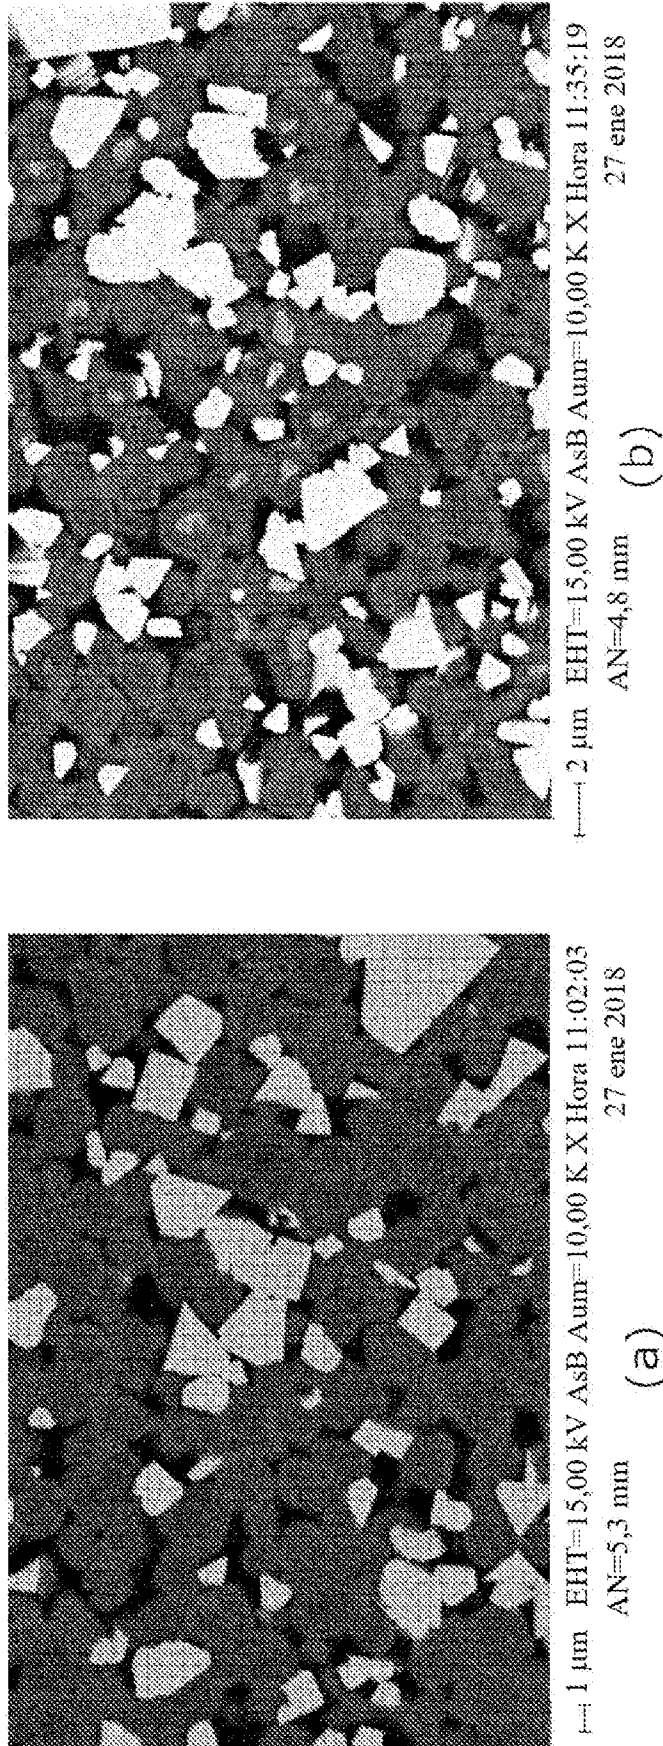 1 µm EHT=15,00 kV AsB Aum=10,00 K X Hora 11:02:03
AN=5,3 mm 27 ene 2018
(a)
2 µm EHT=15,00 kV AsB Aum=10,00 K X Hora 11:35:19
AN=4,8 mm 27 ene 2018
(b)